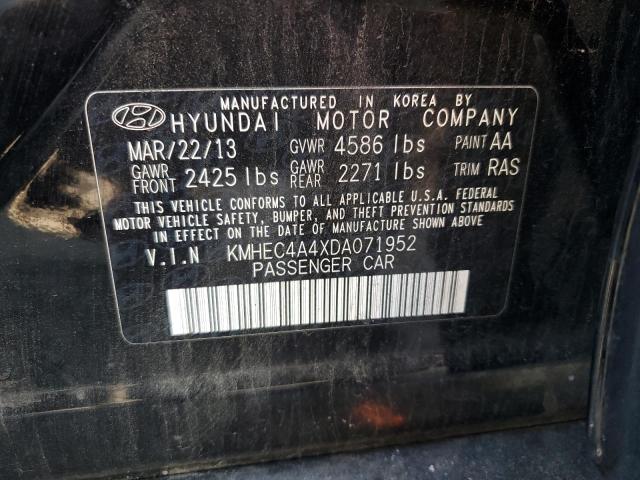 MANUFACTURED IN KOREA BY
HYUNDAI MOTOR COMPANY
MAR/22/13 GVWR 4586 lbs PAINT AA
GAWR FRONT 2425 lbs GAWR REAR 2271 lbs TRIM RAS
THIS VEHICLE CONFORMS TO ALL APPLICABLE U.S.A. FEDERAL
MOTOR VEHICLE SAFETY, BUMPER, AND THEFT PREVENTION STANDARDS
IN EFFECT ON THE DATE OF MANUFACTURE SHOWN ABOVE.
V.I.N KMHEC4A4XDA071952
PASSENGER CAR